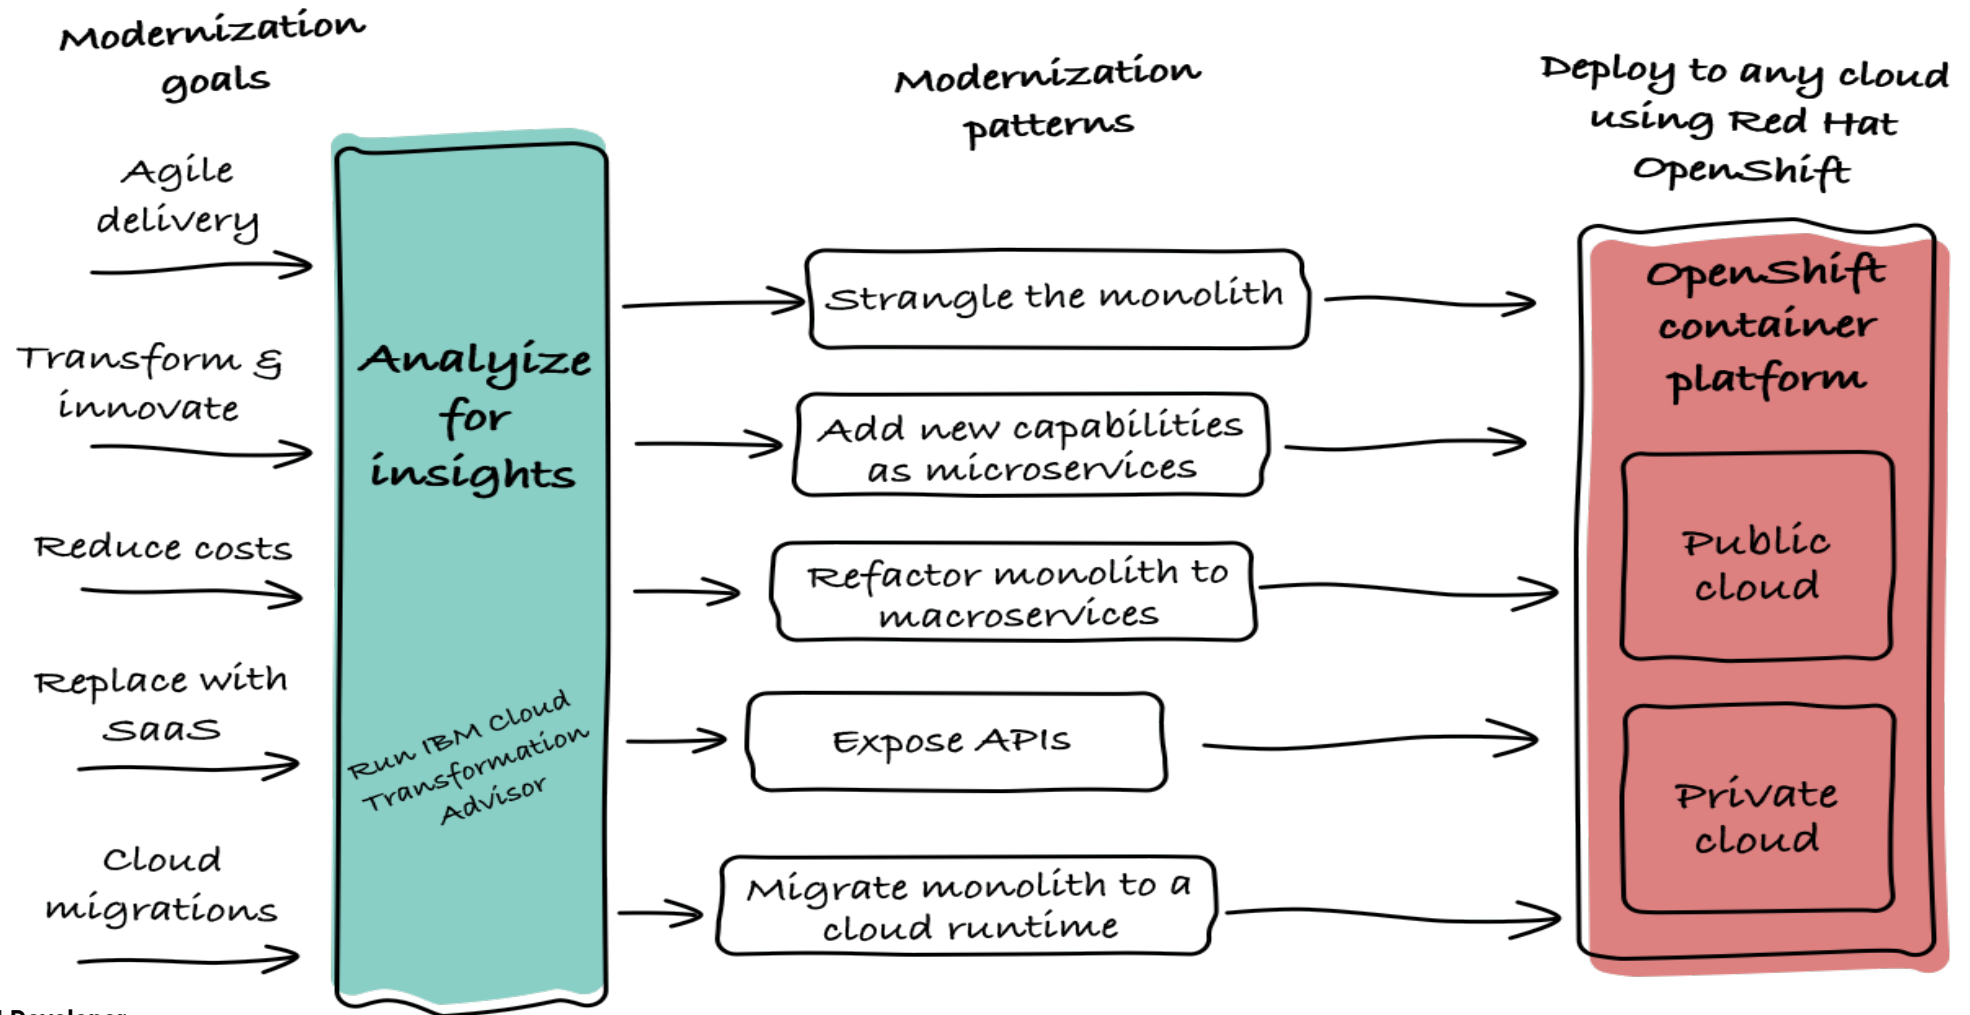 Modernization
goals
Agile
delivery
Transform &
innovate
Reduce costs
Replace with
SaaS
Cloud
migrations
Analyize
for
insights
Run IBM Cloud
Transformation
Advisor
Modernization
patterns
Strangle the monolith
Add new capabilities
as microservices
Refactor monolith to
macroservices
Expose APIs
Migrate monolith to a
cloud runtime
Deploy to any cloud
using Red Hat
OpenShift
OpenShift
container
platform
Public
cloud
Private
cloud
Developer